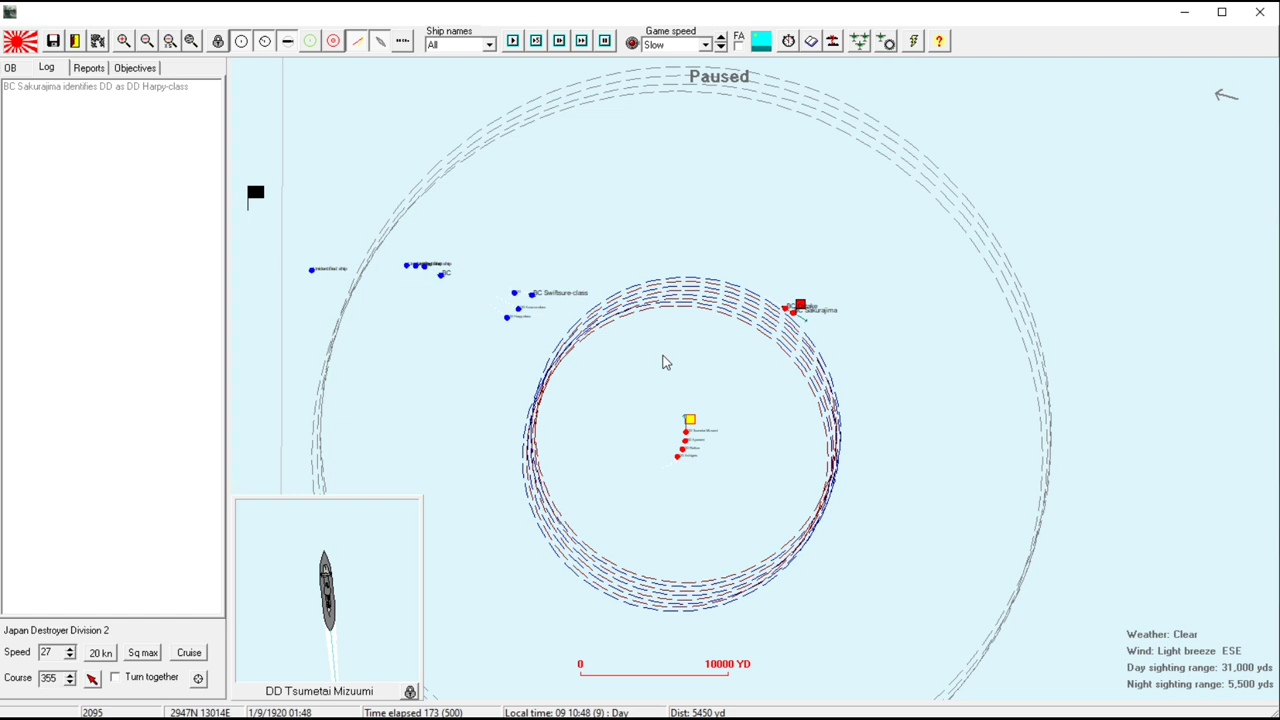 Ship names
Game speed
All
Slow
FA
OB
Log
Reports
Objectives
BC Sakurajima identifies DD as DD Harpy-class
Paused
BC
BC Swiftsure-class
Sakurajima
Japan Destroyer Division 2
Speed 27 20 kn Sq max Cruise
Course 355 Turn together
DD Tsumetai Mizuumi
0 10000 YD
Weather: Clear
Wind: Light breeze ESE
Day sighting range: 31,000 yds
Night sighting range: 5,500 yds
2095 2947N 13014E 1/9/1920 01:48 Time elapsed 173 (500) Local time: 09 10:48 (9) : Day Dist: 5450 yd